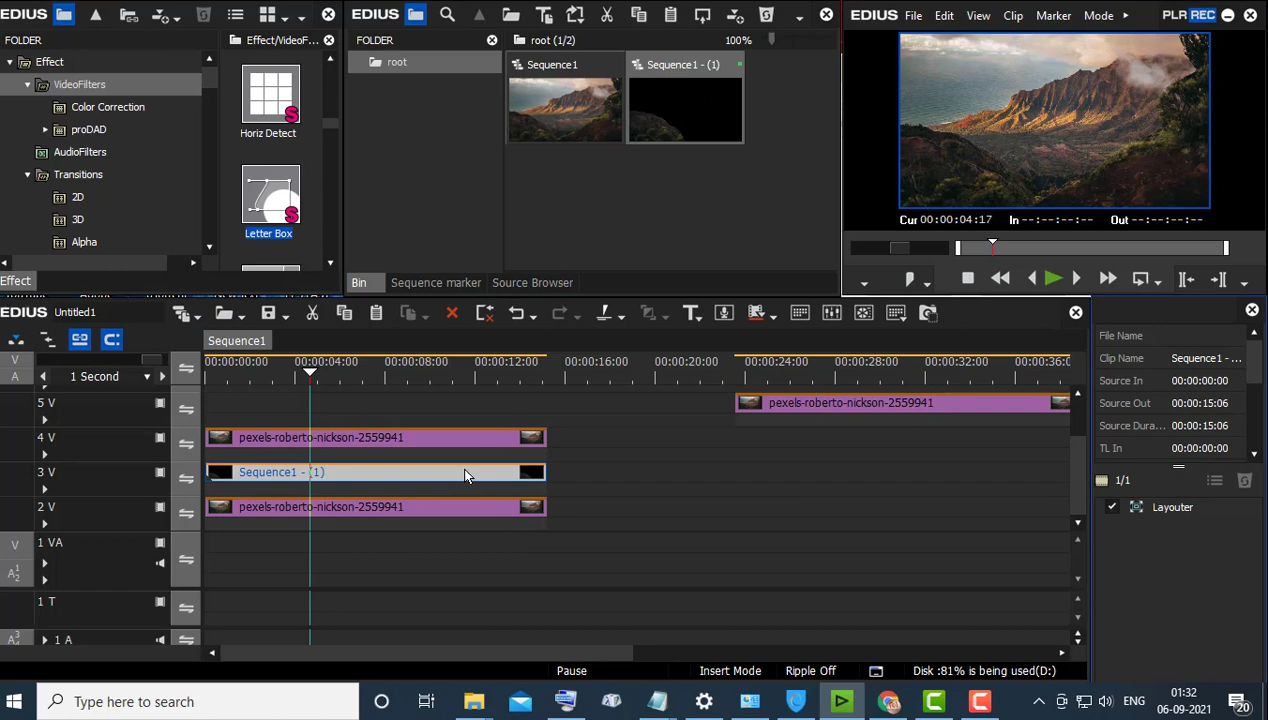 EDIUS
FOLDER
Effect/VideoF...
Effect
VideoFilters
Color Correction
proDAD
AudioFilters
Transitions
2D
3D
Alpha
Horiz Detect
S
Letter Box
S
Effect
EDIUS
FOLDER
root (1/2)
100%
root
Sequence1
Sequence1 - (1)
Bin
Sequence marker
Source Browser
EDIUS File Edit View Clip Marker Mode PLR REC
Cur 00:00:04:17 In --:--:--:-- Out --:--:--:--
EDIUS Untitled1
Sequence1
V
A
1 Second
00:00:00:00 00:00:04:00 00:00:08:00 00:00:12:00 00:00:16:00 00:00:20:00 00:00:24:00 00:00:28:00 00:00:32:00 00:00:36:0
5 V
pexels-roberto-nickson-2559941
4 V
pexels-roberto-nickson-2559941
3 V
Sequence1 - (1)
2 V
pexels-roberto-nickson-2559941
V
1 VA
A1
2
1 T
A3
4
1 A
File Name
Clip Name Sequence1 - ...
Source In 00:00:00:00
Source Out 00:00:15:06
Source Dura... 00:00:15:06
TL In 00:00:00:00
1/1
Layouter
Pause
Insert Mode
Ripple Off
Disk :81% is being used(D:)
Type here to search
ENG
01:32
06-09-2021
20